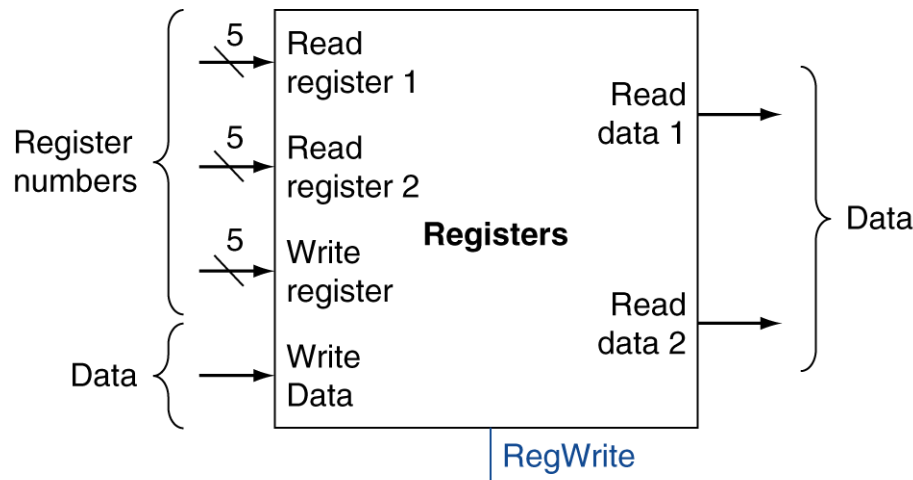 Register
numbers
Data
5
Read
register 1
5
Read
register 2
5
Write
register
Write
Data
Registers
Read
data 1
Read
data 2
Data
RegWrite